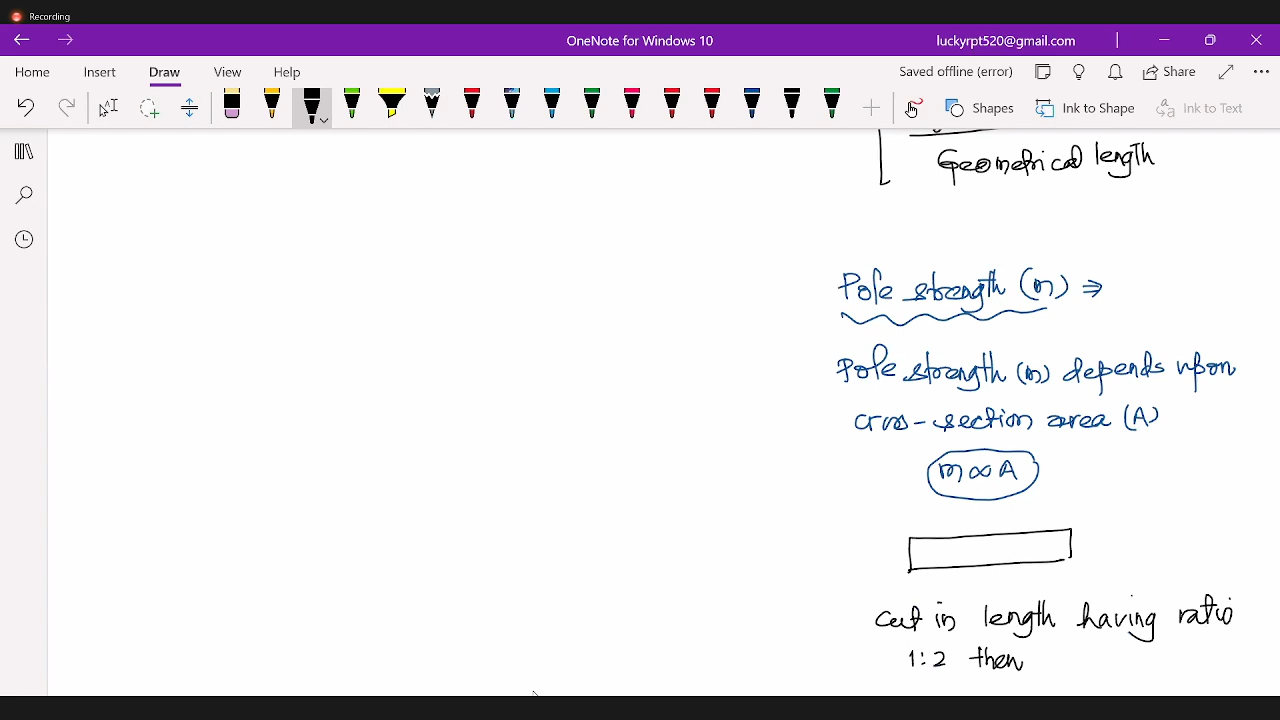 Recording
OneNote for Windows 10
luckyrpt520@gmail.com
Home Insert Draw View Help
Saved offline (error)
Share
Shapes
Ink to Shape
Ink to Text
Geometrical length
Pole strength (m) ⇒
Pole strength (m) depends upon
cross-section area (A)
m ∝ A
cut in length having ratio
1:2 then